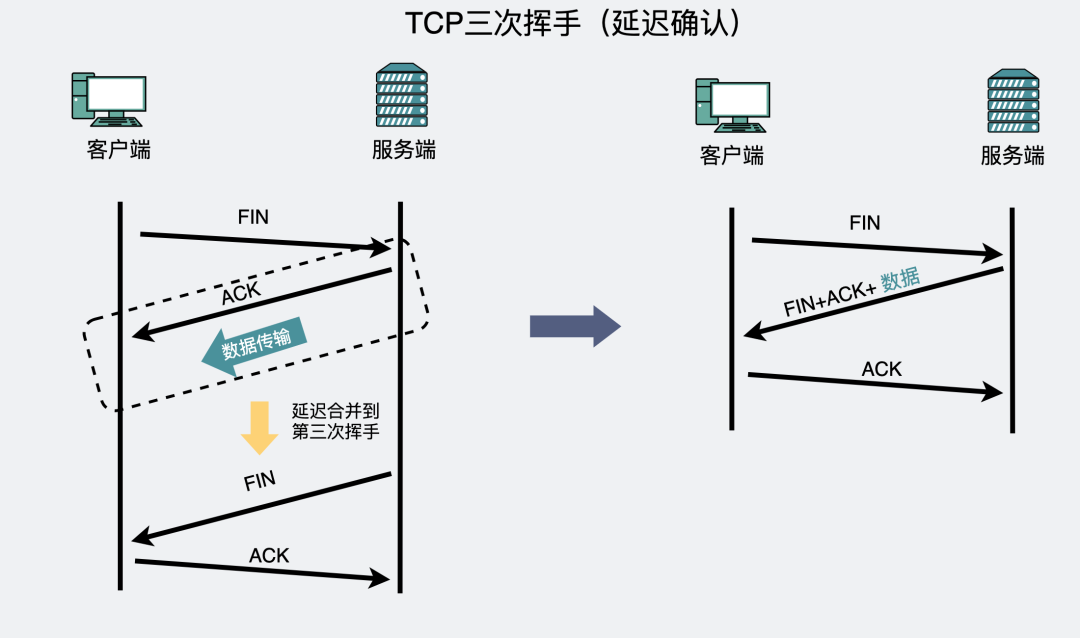 TCP三次挥手（延迟确认）
客户端
服务端
FIN
ACK
数据传输
延迟合并到
第三次挥手
FIN
ACK
客户端
服务端
FIN
FIN+ACK+ 数据
ACK